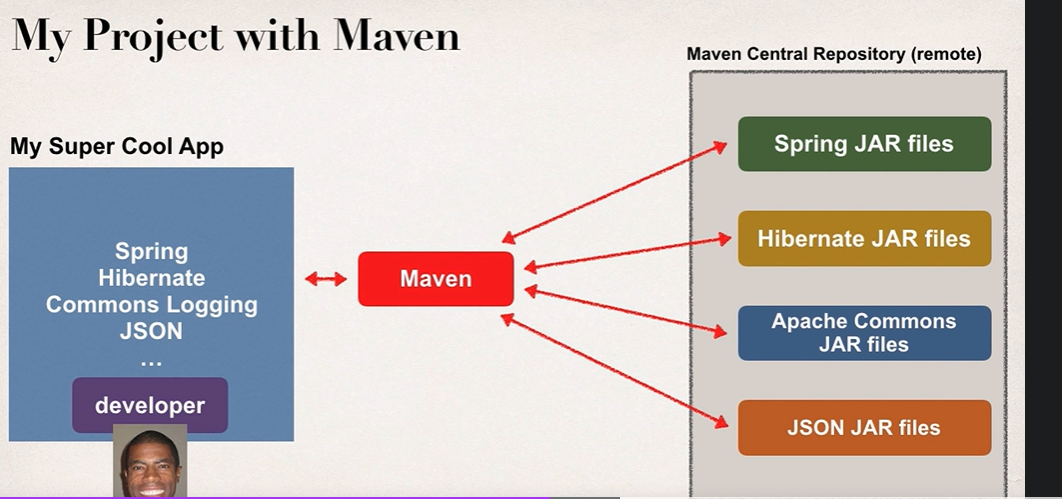 My Project with Maven
Maven Central Repository (remote)
My Super Cool App
Spring
Hibernate
Commons Logging
JSON
...
developer
Maven
Spring JAR files
Hibernate JAR files
Apache Commons
JAR files
JSON JAR files